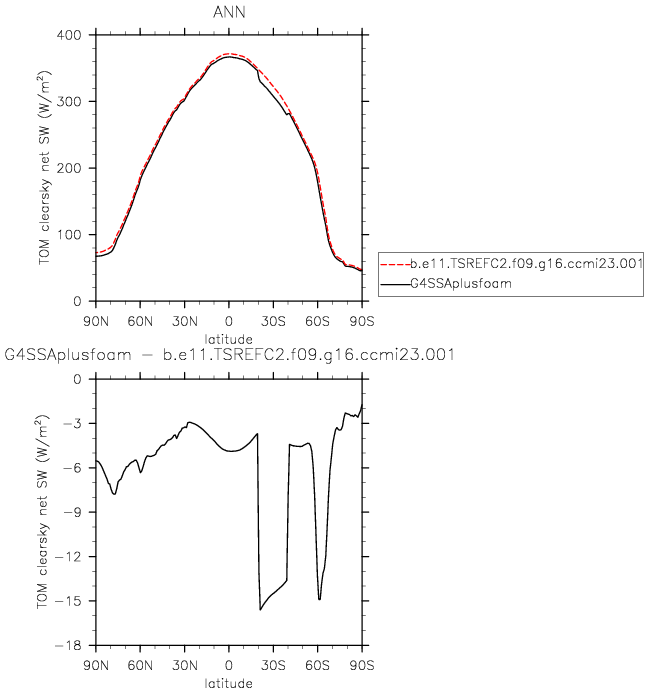 ANN
TOM clearsky net SW (W/m²)
400
300
200
100
0
90N 60N 30N 0 30S 60S 90S
latitude
b.e11.TSREFC2.f09.g16.ccmi23.001
G4SSAplusfoam
G4SSAplusfoam − b.e11.TSREFC2.f09.g16.ccmi23.001
TOM clearsky net SW (W/m²)
0
−3
−6
−9
−12
−15
−18
90N 60N 30N 0 30S 60S 90S
latitude